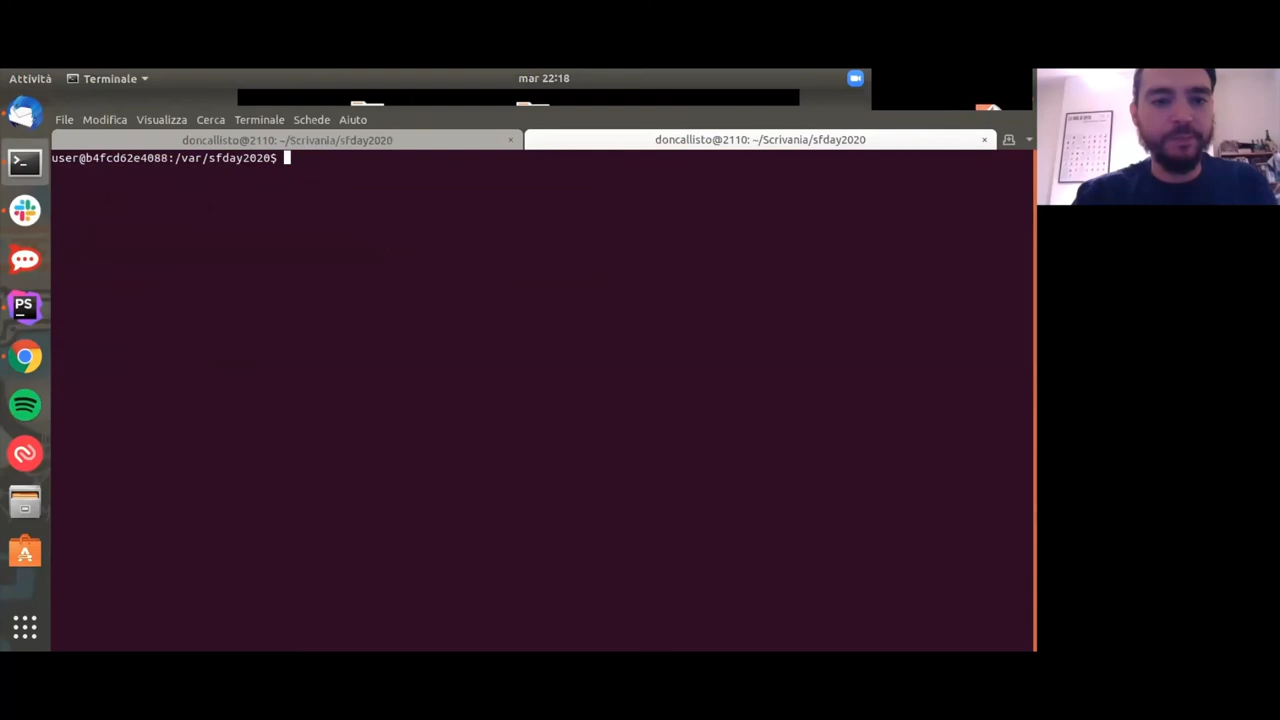 Attività
Terminale
mar 22:18
File Modifica Visualizza Cerca Terminale Schede Aiuto
doncallisto@2110: ~/Scrivania/sfday2020 ×
doncallisto@2110: ~/Scrivania/sfday2020 ×
user@b4fcd62e4088:/var/sfday2020$
>_
PS